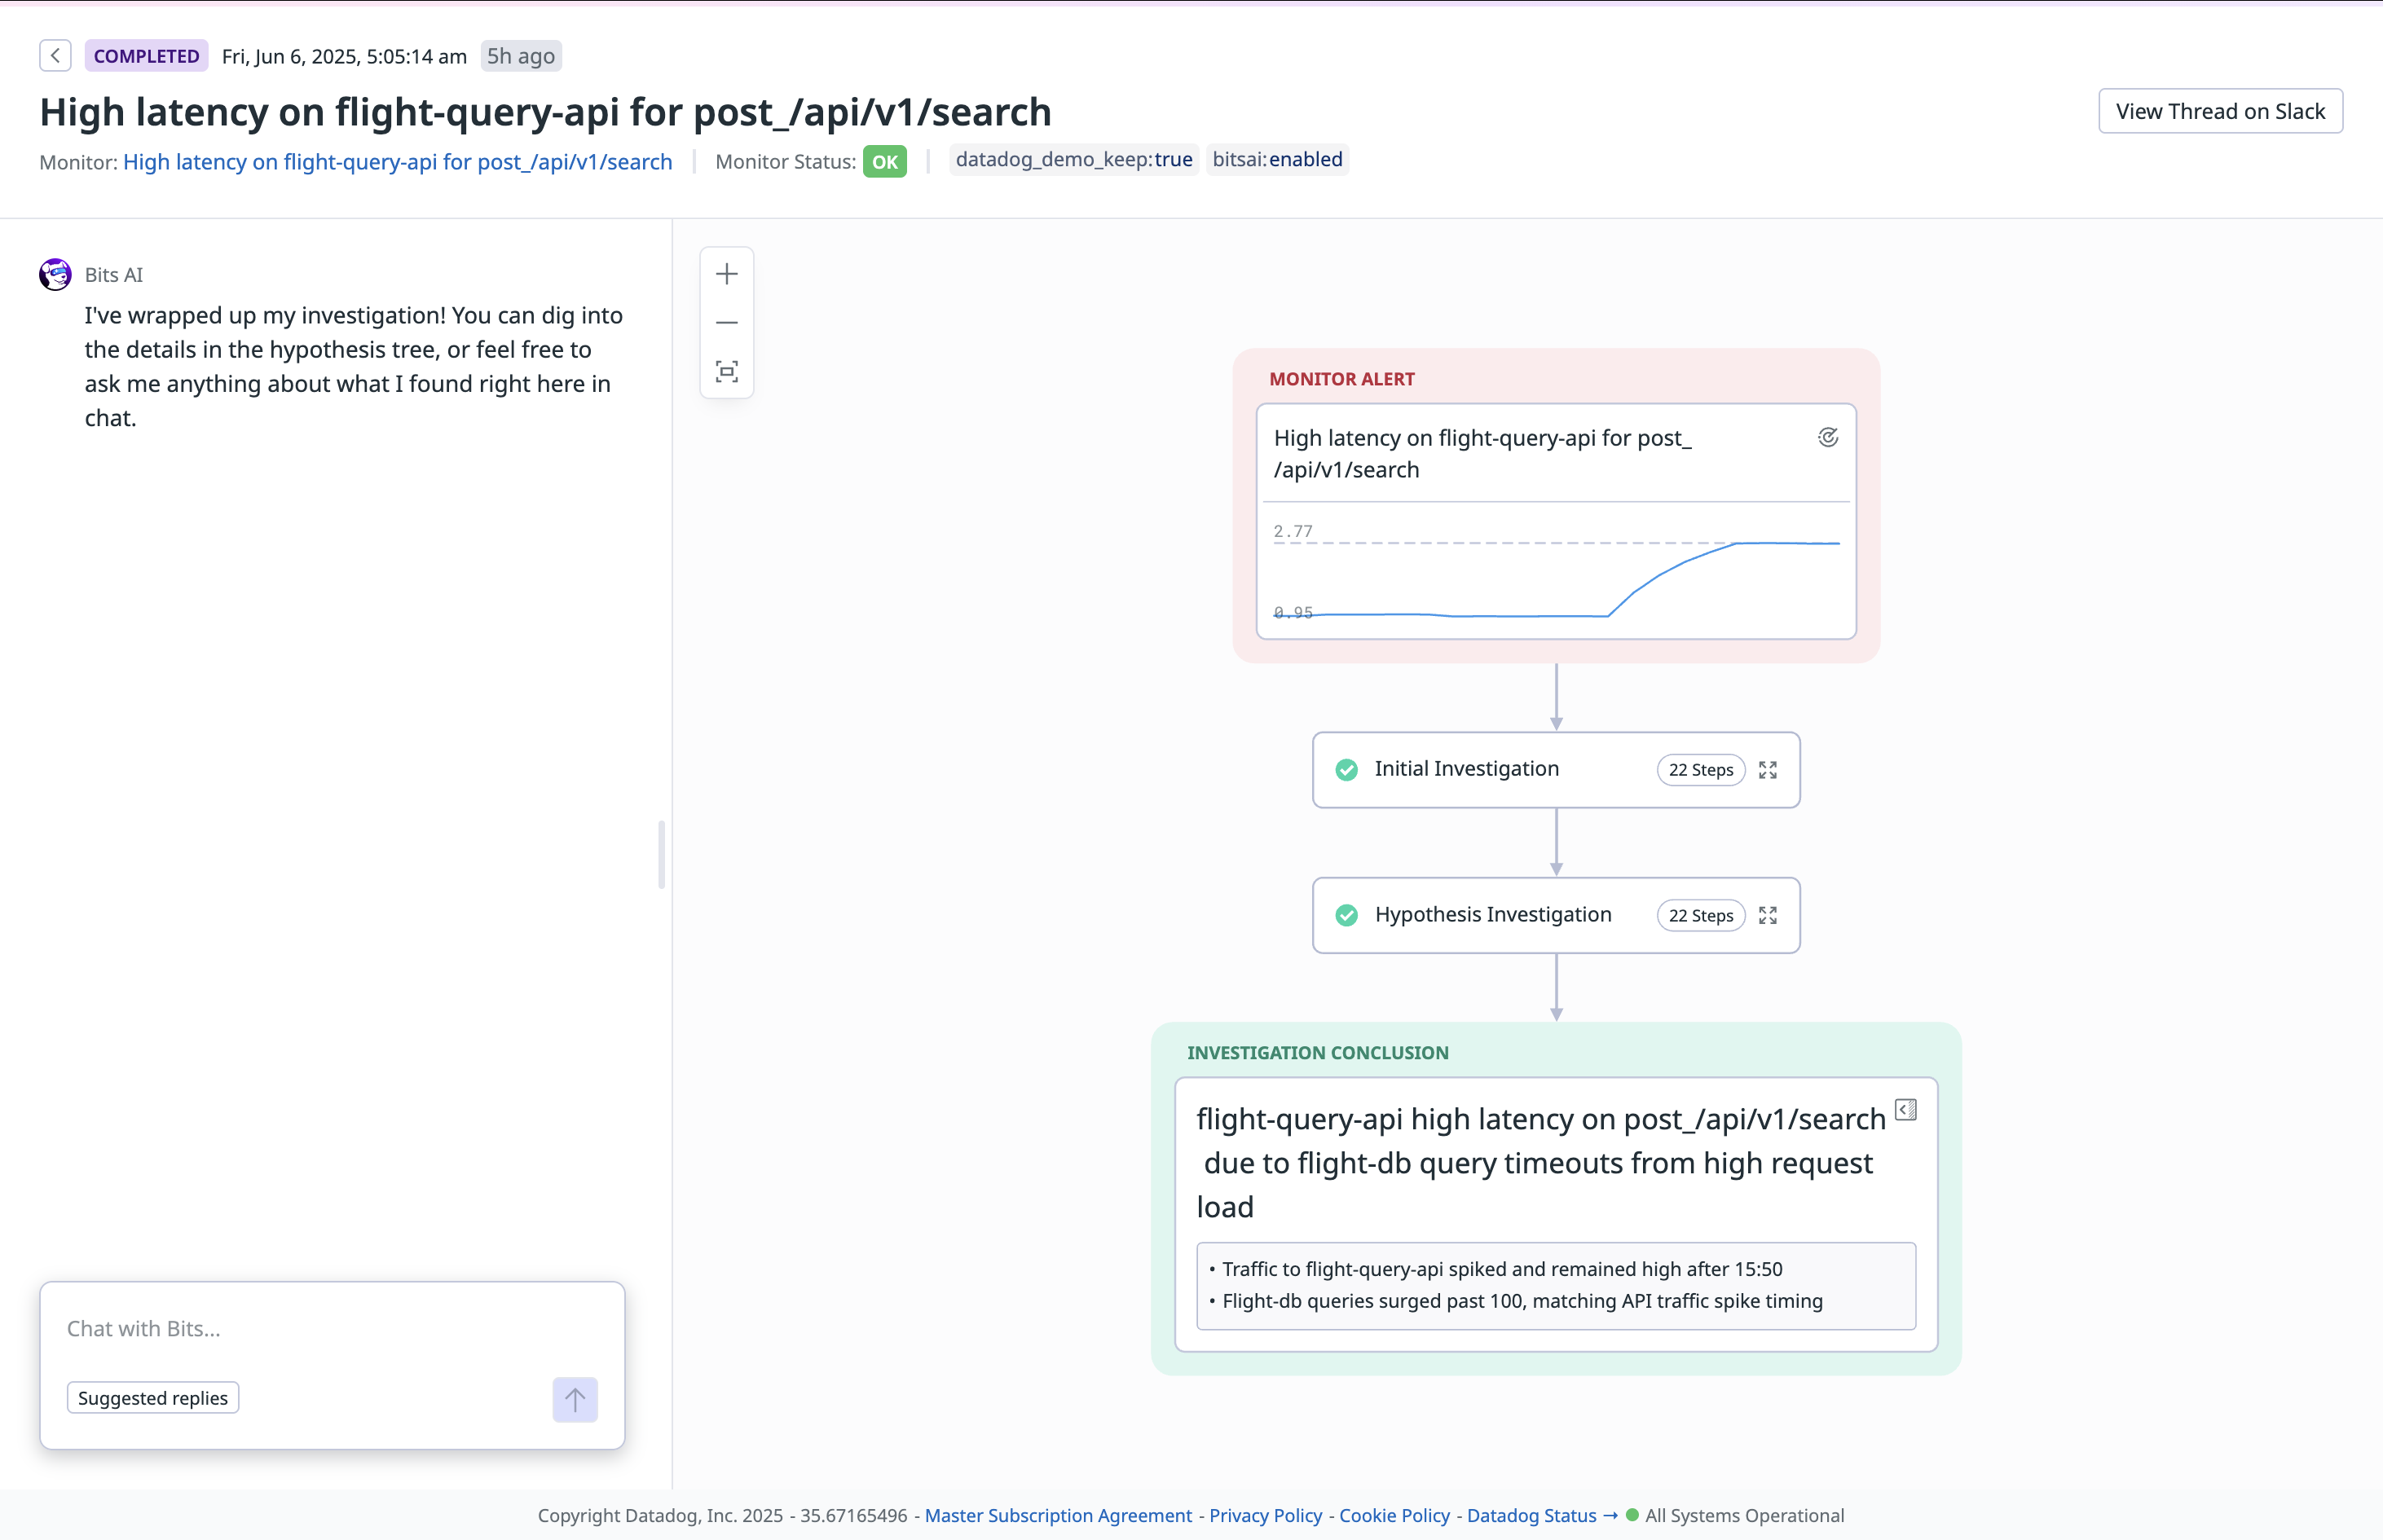 COMPLETED Fri, Jun 6, 2025, 5:05:14 am 5h ago
High latency on flight-query-api for post_/api/v1/search
View Thread on Slack
Monitor: High latency on flight-query-api for post_/api/v1/search Monitor Status: OK datadog_demo_keep:true bitsai:enabled
Bits AI
I've wrapped up my investigation! You can dig into
the details in the hypothesis tree, or feel free to
ask me anything about what I found right here in
chat.
Chat with Bits...
Suggested replies
MONITOR ALERT
High latency on flight-query-api for post_
/api/v1/search
2.77
0.95
Initial Investigation 22 Steps
Hypothesis Investigation 22 Steps
INVESTIGATION CONCLUSION
flight-query-api high latency on post_/api/v1/search
due to flight-db query timeouts from high request
load
• Traffic to flight-query-api spiked and remained high after 15:50
• Flight-db queries surged past 100, matching API traffic spike timing
Copyright Datadog, Inc. 2025 - 35.67165496 - Master Subscription Agreement - Privacy Policy - Cookie Policy - Datadog Status → All Systems Operational